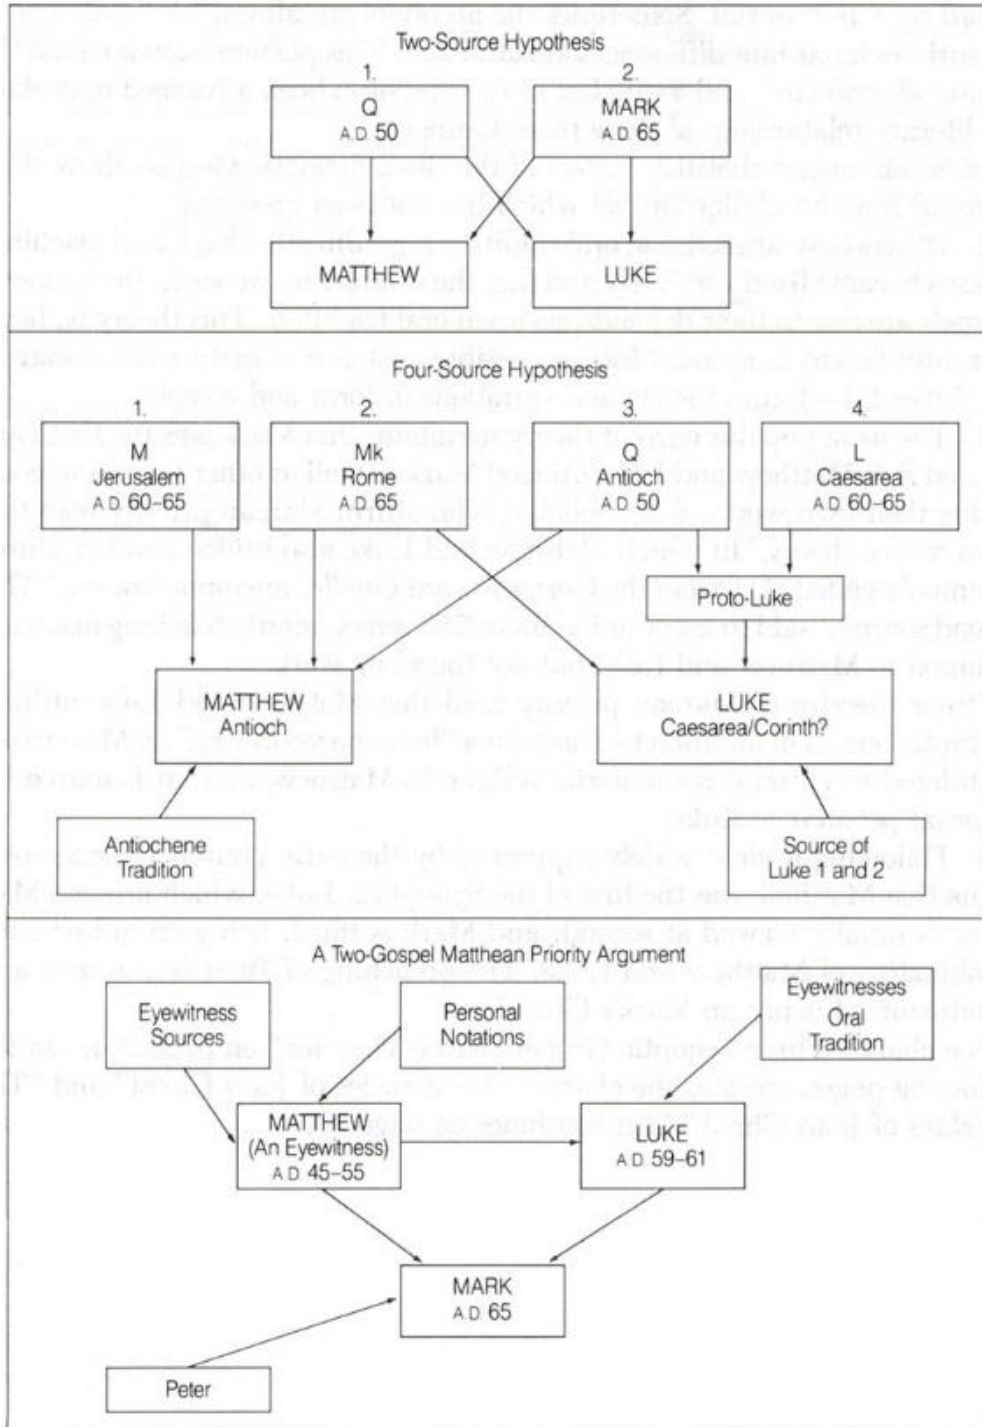 Two-Source Hypothesis
1.
2.
Q
A.D. 50
MARK
A.D. 65
MATTHEW
LUKE
Four-Source Hypothesis
1.
2.
3.
4.
M
Jerusalem
A.D. 60–65
Mk
Rome
A.D. 65
Q
Antioch
A.D. 50
L
Caesarea
A.D. 60–65
Proto-Luke
MATTHEW
Antioch
LUKE
Caesarea/Corinth?
Antiochene
Tradition
Source of
Luke 1 and 2
A Two-Gospel Matthean Priority Argument
Eyewitness
Sources
Personal
Notations
Eyewitnesses
Oral
Tradition
MATTHEW
(An Eyewitness)
A.D. 45–55
LUKE
A.D. 59–61
MARK
A.D. 65
Peter